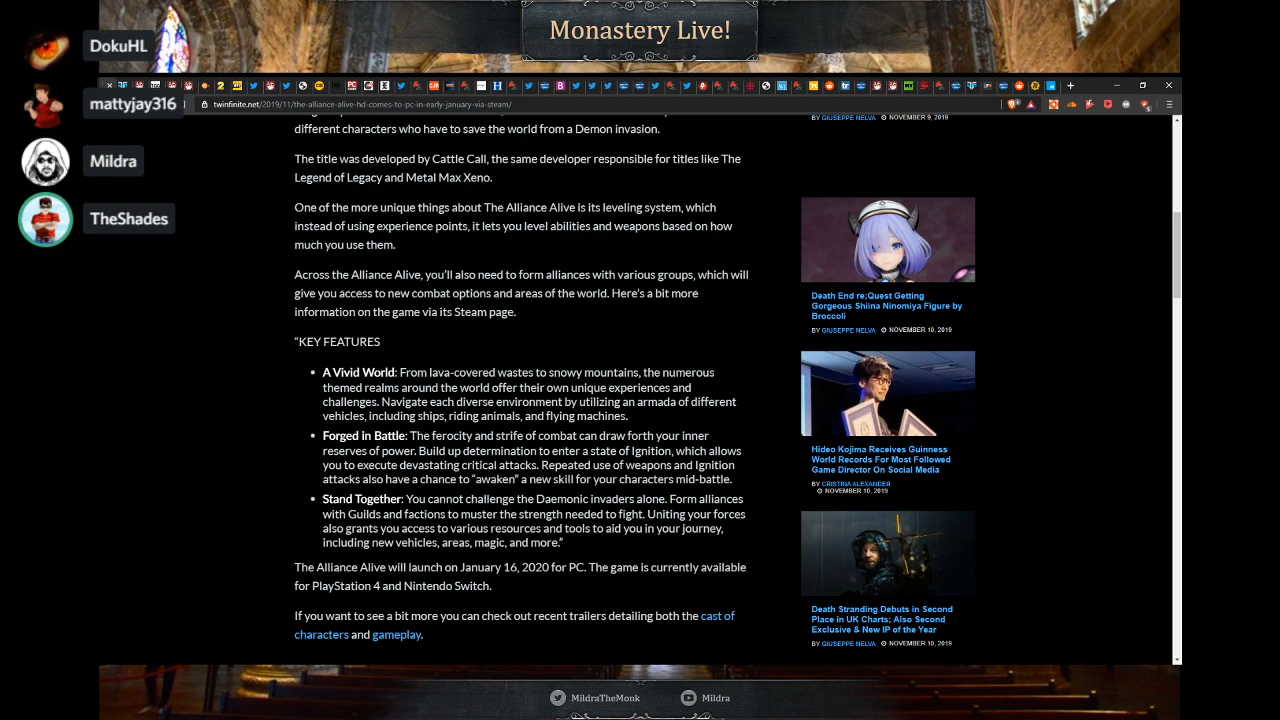 Monastery Live!
DokuHL
mattyjay316
Mildra
TheShades
twinfinite.net/2019/11/the-alliance-alive-hd-comes-to-pc-in-early-january-via-steam/
different characters who have to save the world from a Demon invasion.
The title was developed by Cattle Call, the same developer responsible for titles like The
Legend of Legacy and Metal Max Xeno.
One of the more unique things about The Alliance Alive is its leveling system, which
instead of using experience points, it lets you level abilities and weapons based on how
much you use them.
Across the Alliance Alive, you’ll also need to form alliances with various groups, which will
give you access to new combat options and areas of the world. Here’s a bit more
information on the game via its Steam page.
“KEY FEATURES
• A Vivid World: From lava-covered wastes to snowy mountains, the numerous
themed realms around the world offer their own unique experiences and
challenges. Navigate each diverse environment by utilizing an armada of different
vehicles, including ships, riding animals, and flying machines.
• Forged in Battle: The ferocity and strife of combat can draw forth your inner
reserves of power. Build up determination to enter a state of Ignition, which allows
you to execute devastating critical attacks. Repeated use of weapons and Ignition
attacks also have a chance to “awaken” a new skill for your characters mid-battle.
• Stand Together: You cannot challenge the Daemonic invaders alone. Form alliances
with Guilds and factions to muster the strength needed to fight. Uniting your forces
also grants you access to various resources and tools to aid you in your journey,
including new vehicles, areas, magic, and more.”
The Alliance Alive will launch on January 16, 2020 for PC. The game is currently available
for PlayStation 4 and Nintendo Switch.
If you want to see a bit more you can check out recent trailers detailing both the cast of
characters and gameplay.
BY GIUSEPPE NELVA NOVEMBER 9, 2019
Death End re;Quest Getting
Gorgeous Shiina Ninomiya Figure by
Broccoli
BY GIUSEPPE NELVA NOVEMBER 10, 2019
Hideo Kojima Receives Guinness
World Records For Most Followed
Game Director On Social Media
BY CRISTINA ALEXANDER
NOVEMBER 10, 2019
Death Stranding Debuts in Second
Place in UK Charts; Also Second
Exclusive & New IP of the Year
BY GIUSEPPE NELVA NOVEMBER 10, 2019
MildraTheMonk
Mildra